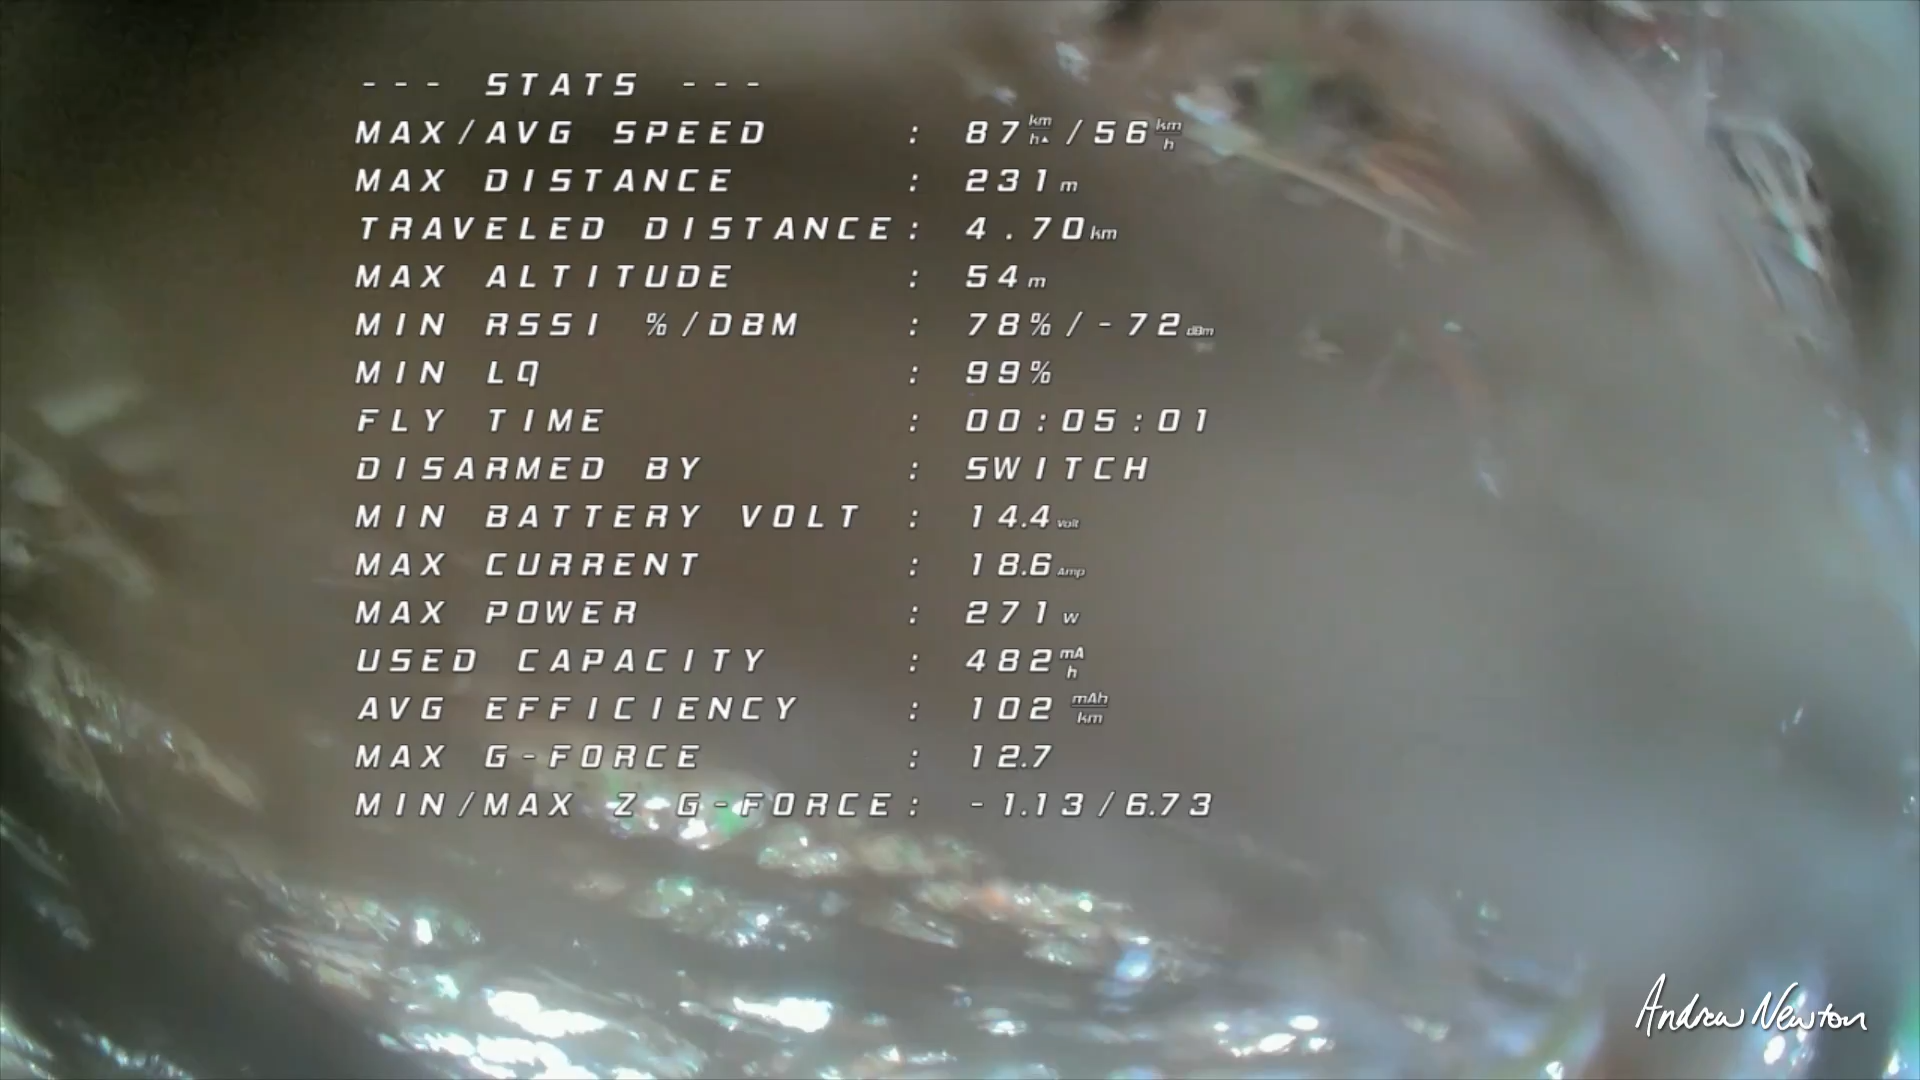 --- STATS ---
MAX/AVG SPEED : 87km/h/56km/h
MAX DISTANCE : 231m
TRAVELED DISTANCE: 4.70km
MAX ALTITUDE : 54m
MIN RSSI %/DBM : 78%/-72dBm
MIN LQ : 99%
FLY TIME : 00:05:01
DISARMED BY : SWITCH
MIN BATTERY VOLT : 14.4Volt
MAX CURRENT : 18.6Amp
MAX POWER : 271W
USED CAPACITY : 482mAh
AVG EFFICIENCY : 102 mAh/km
MAX G-FORCE : 12.7
MIN/MAX Z G-FORCE: -1.13/6.73
Andrew Newton